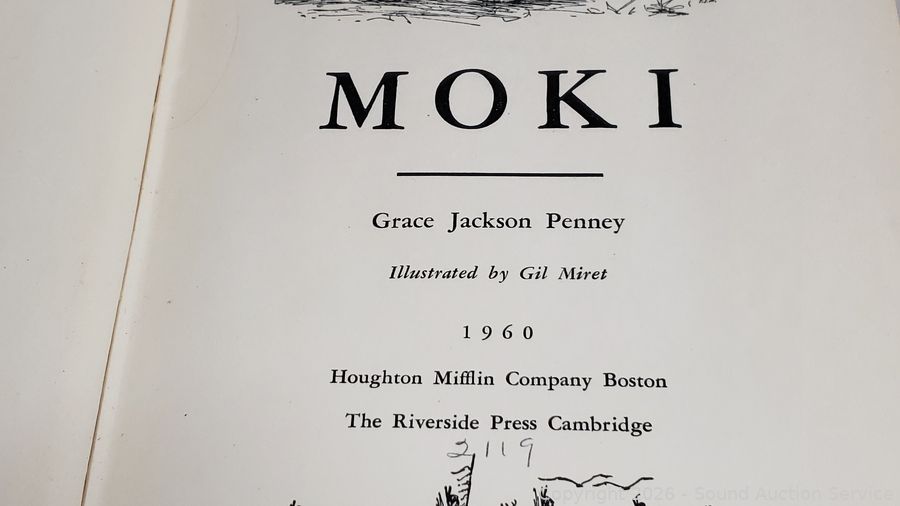 MOKI
Grace Jackson Penney
Illustrated by Gil Miret
1960
Houghton Mifflin Company Boston
The Riverside Press Cambridge
2119
Copyright 2026 - Sound Auction Service